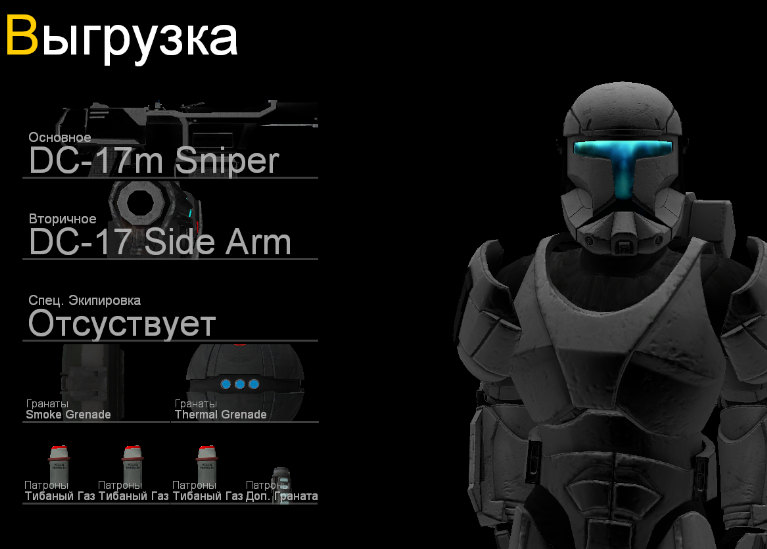 Выгрузка
Основное
DC-17m Sniper
Вторичное
DC-17 Side Arm
Спец. Экипировка
Отсуствует
Гранаты Гранаты
Smoke Grenade Thermal Grenade
Патроны Патроны Патроны Патроны
Тибаный Газ Тибаный Газ Тибаный Газ Доп. Граната